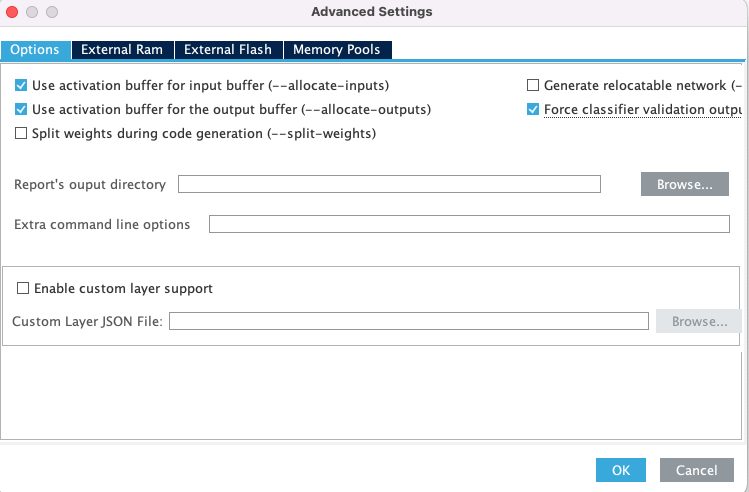 Advanced Settings
Options External Ram External Flash Memory Pools
Use activation buffer for input buffer (--allocate-inputs) Generate relocatable network (-
Use activation buffer for the output buffer (--allocate-outputs) Force classifier validation outpu
Split weights during code generation (--split-weights)
Report's ouput directory Browse...
Extra command line options
Enable custom layer support
Custom Layer JSON File: Browse...
OK Cancel